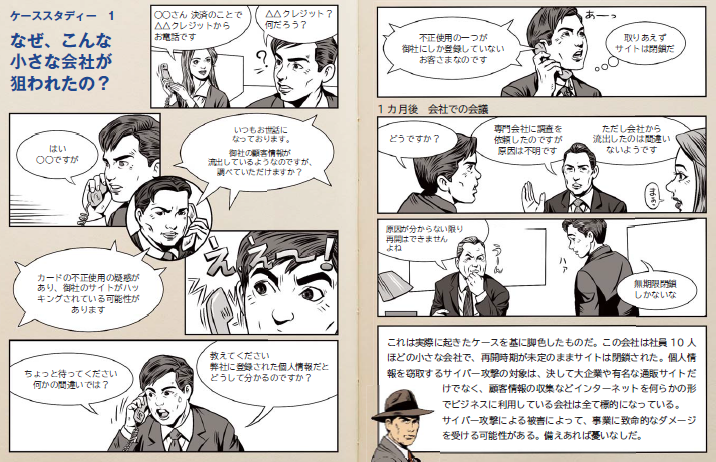 ケーススタディー 1
なぜ、こんな
小さな会社が
狙われたの?
〇〇さん 決済のことで
△△クレジットから
お電話です
△△クレジット?
何だろう?
?
はい
〇〇ですが
いつもお世話に
なっております。
御社の顧客情報が
流出しているようなのですが、
調べていただけますか?
カードの不正使用の疑惑が
あり、御社のサイトがハッ
キングされている可能性が
あります
ええっー!
ちょっと待ってください
何かの間違いでは?
教えてください
弊社に登録された個人情報だと
どうして分かるのですか?
不正使用の一つが
御社にしか登録していない
お客さまなのです
あーっ
取りあえず
サイトは閉鎖だ
1カ月後 会社での会議
どうですか?
専門会社に調査を
依頼したのですが
原因は不明です
ただし会社から
流出したのは間違い
ないようです
まぁ
原因が分からない限り
再開はできません
よね
うーん
ハァ
無期限閉鎖
しかないな
これは実際に起きたケースを基に脚色したものだ。この会社は社員 10 人
ほどの小さな会社で、再開時期が未定のままサイトは閉鎖された。個人情
報を窃取するサイバー攻撃の対象は、決して大企業や有名な通販サイトだ
けでなく、顧客情報の収集などインターネットを何らかの形
でビジネスに利用している会社は全て標的になっている。
サイバー攻撃による被害によって、事業に致命的なダメージ
を受ける可能性がある。備えあれば憂いなしだ。